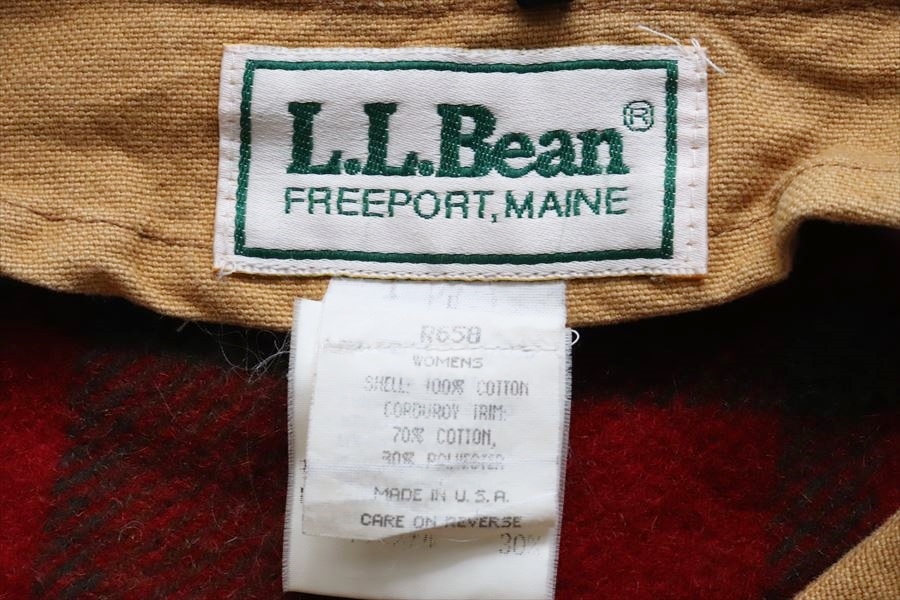 L.L.Bean®
FREEPORT, MAINE
R658
WOMENS
SHELL: 100% COTTON
CORDUROY TRIM:
70% COTTON,
30% POLYESTER
MADE IN U.S.A.
CARE ON REVERSE
30%